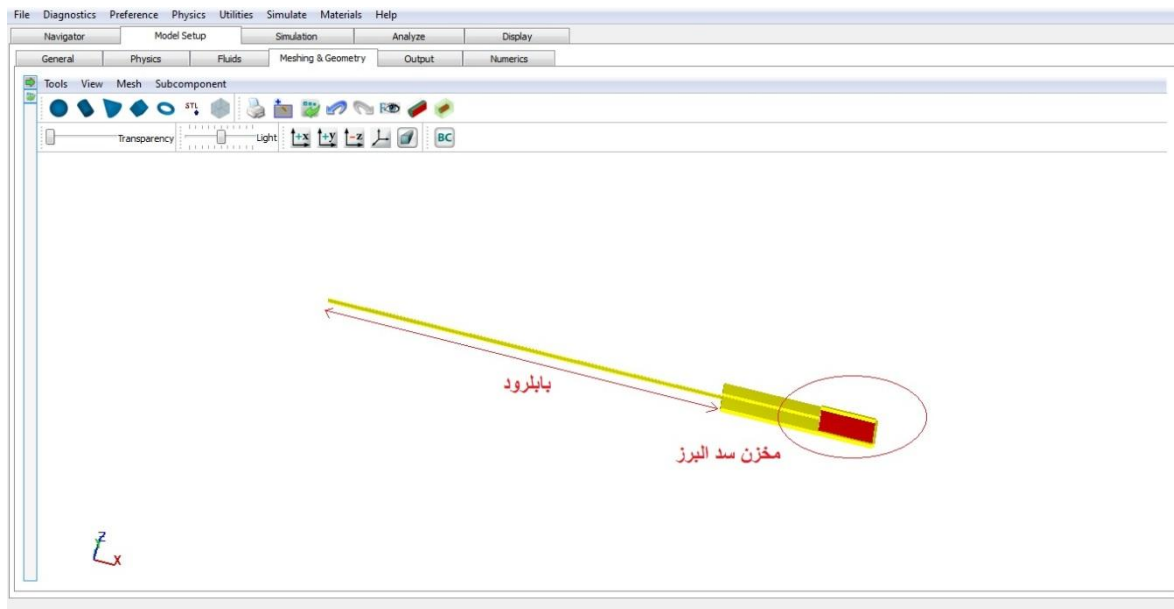 File Diagnostics Preference Physics Utilities Simulate Materials Help
Navigator Model Setup Simulation Analyze Display
General Physics Fluids Meshing & Geometry Output Numerics
Tools View Mesh Subcomponent
STL
Transparency Light +x +y -z BC
بابلرود
مخزن سد البرز
z
x